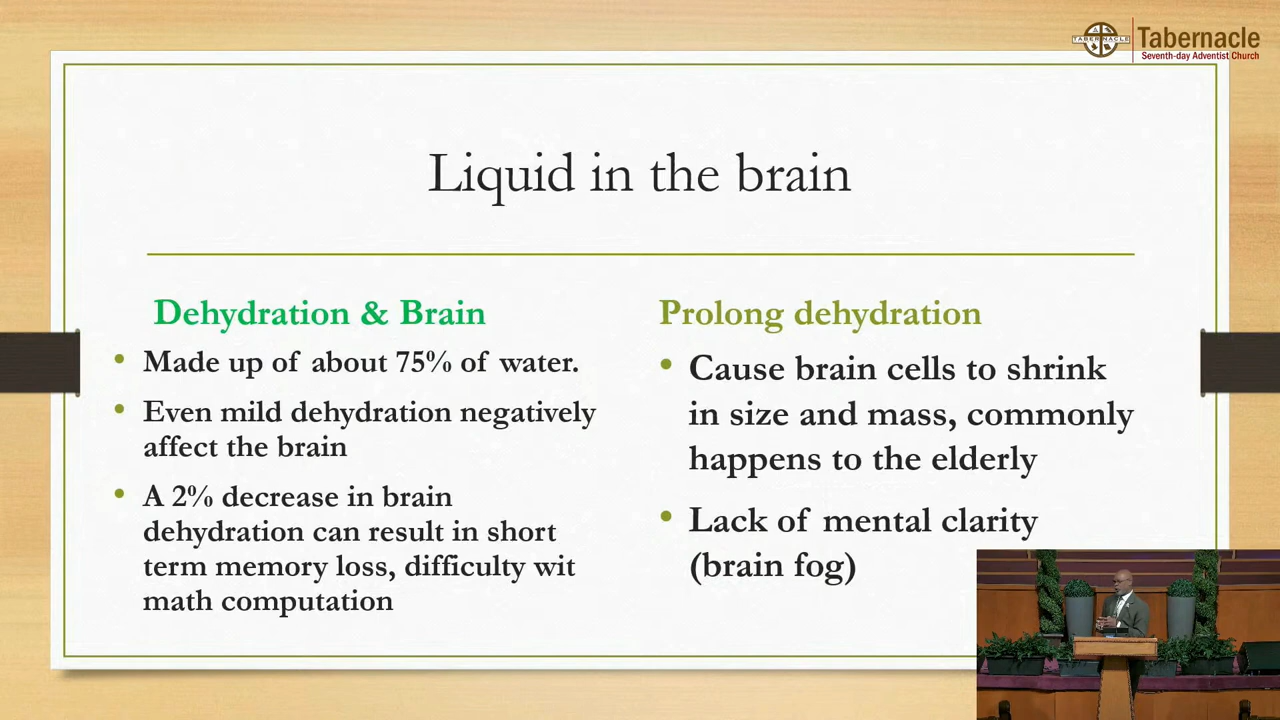 TABERNACLE
Tabernacle
Seventh-day Adventist Church
Liquid in the brain
Dehydration & Brain
Made up of about 75% of water.
Even mild dehydration negatively
affect the brain
A 2% decrease in brain
dehydration can result in short
term memory loss, difficulty wit
math computation
Prolong dehydration
Cause brain cells to shrink
in size and mass, commonly
happens to the elderly
Lack of mental clarity
(brain fog)